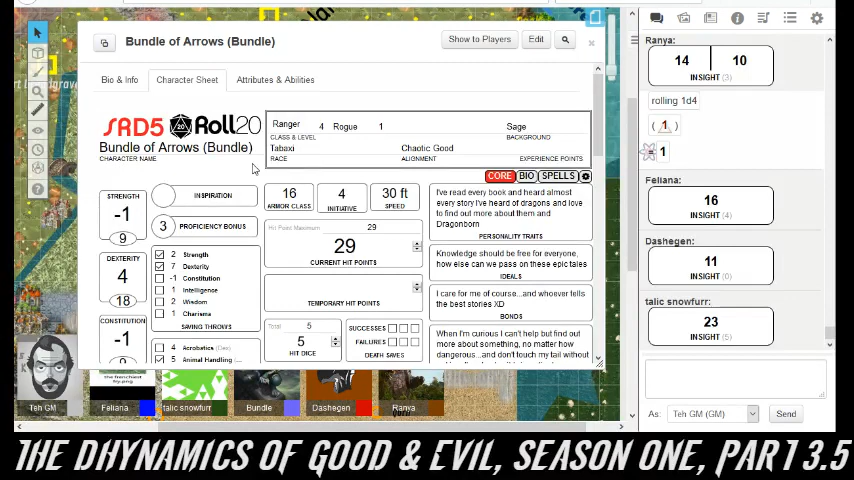 Bundle of Arrows (Bundle)
Show to Players
Edit
Bio & Info
Character Sheet
Attributes & Abilities
SRD5
Roll20
Bundle of Arrows (Bundle)
CHARACTER NAME
Ranger 4 Rogue 1 Sage
CLASS & LEVEL BACKGROUND
Tabaxi Chaotic Good
RACE ALIGNMENT EXPERIENCE POINTS
CORE BIO SPELLS
STRENGTH
-1
9
DEXTERITY
4
18
CONSTITUTION
-1
INSPIRATION
3 PROFICIENCY BONUS
2 Strength
7 Dexterity
-1 Constitution
1 Intelligence
2 Wisdom
1 Charisma
SAVING THROWS
4 Acrobatics (Dex)
5 Animal Handling
16
ARMOR CLASS
4
INITIATIVE
30 ft
SPEED
Hit Point Maximum 29
29
CURRENT HIT POINTS
TEMPORARY HIT POINTS
Total 5
5
HIT DICE
SUCCESSES
FAILURES
DEATH SAVES
I've read every book and heard almost
every story I've heard of dragons and love
to find out more about them and
Dragonborn
PERSONALITY TRAITS
Knowledge should be free for everyone,
how else can we pass on these epic tales
IDEALS
I care for me of course...and whoever tells
the best stories XD
BONDS
When I'm curious I can't help but find out
more about something, no matter how
dangerous...and don't touch my tail without
Ranya:
14 10
INSIGHT (3)
rolling 1d4
( 1 )
= 1
Feliana:
16
INSIGHT (4)
Dashegen:
11
INSIGHT (0)
talic snowfurr:
23
INSIGHT (5)
As: Teh GM (GM) Send
Teh GM
Feliana
talic snowfurr
Bundle
Dashegen
Ranya
THE DHYNAMICS OF GOOD & EVIL, SEASON ONE, PART 3.5